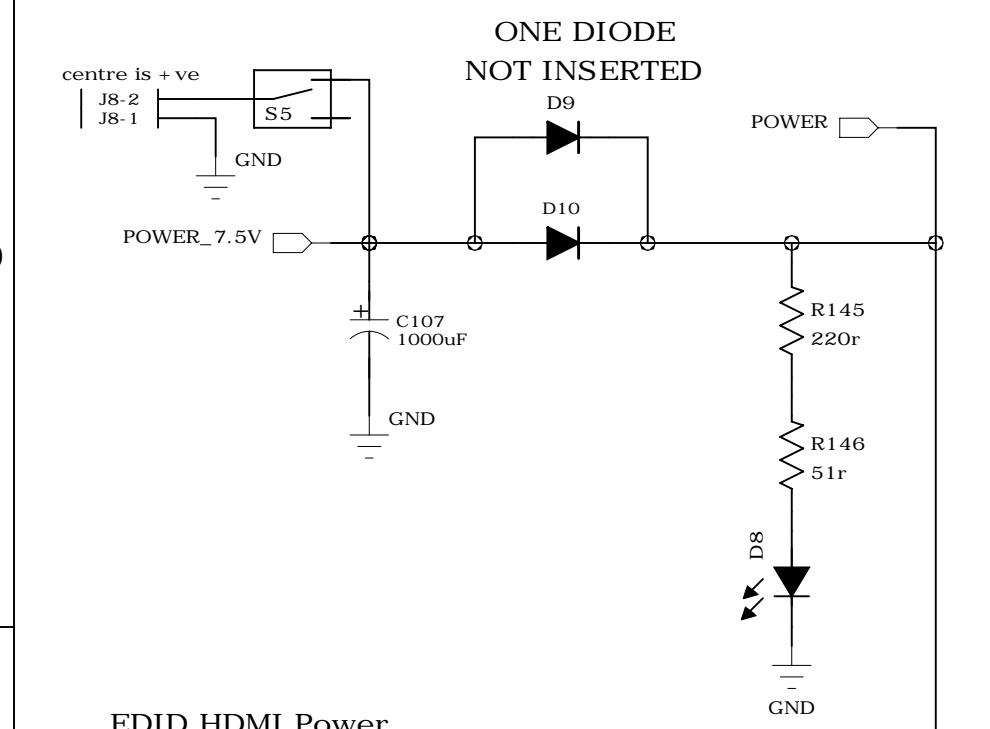 ONE DIODE
NOT INSERTED
centre is +ve
J8-2
J8-1
S5
GND
D9
POWER
D10
POWER_7.5V
+
C107
1000uF
GND
R145
220r
R146
51r
D8
GND
EDID HDMI Power